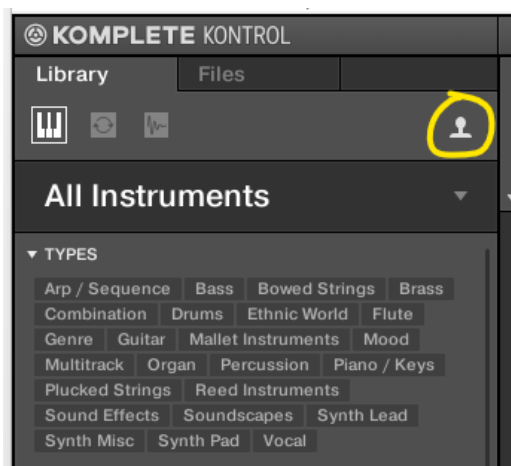 KOMPLETE KONTROL
Library Files
All Instruments
TYPES
Arp / Sequence Bass Bowed Strings Brass
Combination Drums Ethnic World Flute
Genre Guitar Mallet Instruments Mood
Multitrack Organ Percussion Piano / Keys
Plucked Strings Reed Instruments
Sound Effects Soundscapes Synth Lead
Synth Misc Synth Pad Vocal